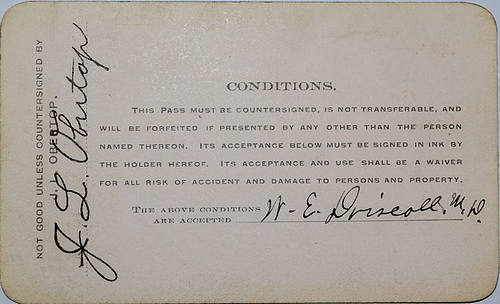 CONDITIONS.
THIS PASS MUST BE COUNTERSIGNED, IS NOT TRANSFERABLE, AND
WILL BE FORFEITED IF PRESENTED BY ANY OTHER THAN THE PERSON
NAMED THEREON. ITS ACCEPTANCE BELOW MUST BE SIGNED IN INK BY
THE HOLDER HEREOF. ITS ACCEPTANCE AND USE SHALL BE A WAIVER
FOR ALL RISK OF ACCIDENT AND DAMAGE TO PERSONS AND PROPERTY.
THE ABOVE CONDITIONS
ARE ACCEPTED W. E. Driscoll. M.D.
NOT GOOD UNLESS COUNTERSIGNED BY
J. L. OBERTOP.
J L Obertop